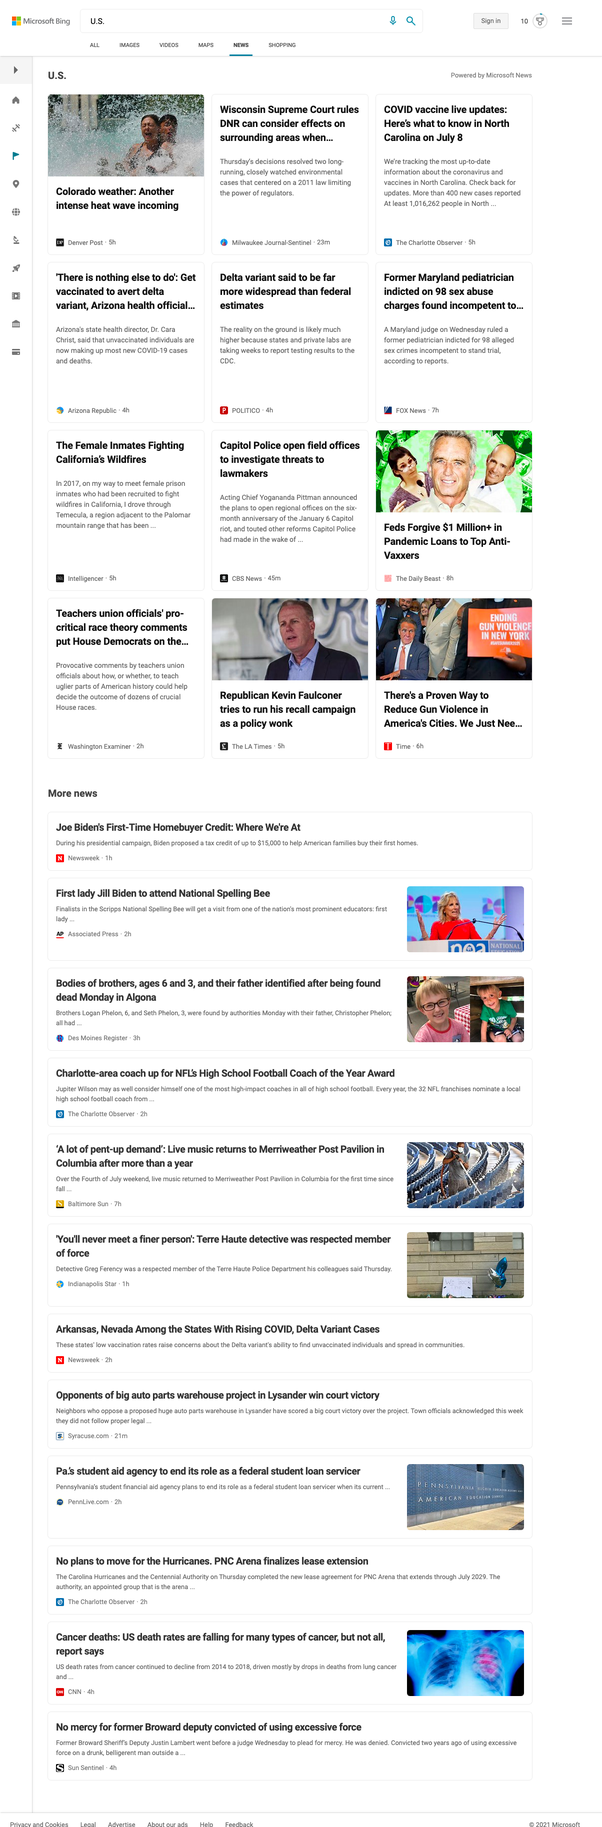 Microsoft Bing
U.S.
Sign in
10
ALL
IMAGES
VIDEOS
MAPS
NEWS
SHOPPING
U.S.
Powered by Microsoft News
Colorado weather: Another
intense heat wave incoming
Denver Post · 5h
Wisconsin Supreme Court rules
DNR can consider effects on
surrounding areas when...
Thursday's decisions resolved two long-
running, closely watched environmental
cases that centered on a 2011 law limiting
the power of regulators.
Milwaukee Journal-Sentinel · 23m
COVID vaccine live updates:
Here's what to know in North
Carolina on July 8
We're tracking the most up-to-date
information about the coronavirus and
vaccines in North Carolina. Check back for
updates. More than 400 new cases reported
At least 1,016,262 people in North ...
The Charlotte Observer · 5h
'There is nothing else to do': Get
vaccinated to avert delta
variant, Arizona health official...
Arizona's state health director, Dr. Cara
Christ, said that unvaccinated individuals are
now making up most new COVID-19 cases
and deaths.
Arizona Republic · 4h
Delta variant said to be far
more widespread than federal
estimates
The reality on the ground is likely much
higher because states and private labs are
taking weeks to report testing results to the
CDC.
POLITICO · 4h
Former Maryland pediatrician
indicted on 98 sex abuse
charges found incompetent to...
A Maryland judge on Wednesday ruled a
former pediatrician indicted for 98 alleged
sex crimes incompetent to stand trial,
according to reports.
FOX News · 7h
The Female Inmates Fighting
California's Wildfires
In 2017, on my way to meet female prison
inmates who had been recruited to fight
wildfires in California, I drove through
Temecula, a region adjacent to the Palomar
mountain range that has been ...
Intelligencer · 5h
Capitol Police open field offices
to investigate threats to
lawmakers
Acting Chief Yogananda Pittman announced
the plans to open regional offices on the six-
month anniversary of the January 6 Capitol
riot, and touted other reforms Capitol Police
had made in the wake of ...
CBS News · 45m
Feds Forgive $1 Million+ in
Pandemic Loans to Top Anti-
Vaxxers
The Daily Beast · 8h
Teachers union officials' pro-
critical race theory comments
put House Democrats on the...
Provocative comments by teachers union
officials about how, or whether, to teach
uglier parts of American history could help
decide the outcome of dozens of crucial
House races.
Washington Examiner · 2h
Republican Kevin Faulconer
tries to run his recall campaign
as a policy wonk
The LA Times · 5h
ENDING
GUN VIOLENCE
IN NEW YORK
There's a Proven Way to
Reduce Gun Violence in
America's Cities. We Just Nee...
Time · 6h
More news
Joe Biden's First-Time Homebuyer Credit: Where We're At
During his presidential campaign, Biden proposed a tax credit of up to $15,000 to help American families buy their first homes.
Newsweek · 1h
First lady Jill Biden to attend National Spelling Bee
Finalists in the Scripps National Spelling Bee will get a visit from one of the nation's most prominent educators: first
lady ...
AP Associated Press · 2h
nea NATIONAL
Bodies of brothers, ages 6 and 3, and their father identified after being found
dead Monday in Algona
Brothers Logan Phelon, 6, and Seth Phelon, 3, were found by authorities Monday with their father, Christopher Phelon;
all had ...
Des Moines Register · 3h
Charlotte-area coach up for NFL's High School Football Coach of the Year Award
Jupiter Wilson may as well consider himself one of the most high-impact coaches in all of high school football. Every year, the 32 NFL franchises nominate a local
high school football coach from ...
The Charlotte Observer · 2h
'A lot of pent-up demand': Live music returns to Merriweather Post Pavilion in
Columbia after more than a year
Over the Fourth of July weekend, live music returned to Merriweather Post Pavilion in Columbia for the first time since
fall ...
Baltimore Sun · 7h
'You'll never meet a finer person': Terre Haute detective was respected member
of force
Detective Greg Ferency was a respected member of the Terre Haute Police Department his colleagues said Thursday.
Indianapolis Star · 1h
Arkansas, Nevada Among the States With Rising COVID, Delta Variant Cases
These states' low vaccination rates raise concerns about the Delta variant's ability to find unvaccinated individuals and spread in communities.
Newsweek · 2h
Opponents of big auto parts warehouse project in Lysander win court victory
Neighbors who oppose a proposed huge auto parts warehouse in Lysander have scored a big court victory over the project. Town officials acknowledged this week
they did not follow proper legal ...
Syracuse.com · 21m
Pa.'s student aid agency to end its role as a federal student loan servicer
Pennsylvania's student financial aid agency plans to end its role as a federal student loan servicer when its current ...
PennLive.com · 2h
PENNSYLVANIA
AMERICAN EDUCATION
No plans to move for the Hurricanes. PNC Arena finalizes lease extension
The Carolina Hurricanes and the Centennial Authority on Thursday completed the new lease agreement for PNC Arena that extends through July 2029. The
authority, an appointed group that is the arena ...
The Charlotte Observer · 2h
Cancer deaths: US death rates are falling for many types of cancer, but not all,
report says
US death rates from cancer continued to decline from 2014 to 2018, driven mostly by drops in deaths from lung cancer
and ...
CNN · 4h
No mercy for former Broward deputy convicted of using excessive force
Former Broward Sheriff's Deputy Justin Lambert went before a judge Wednesday to plead for mercy. He was denied. Convicted two years ago of using excessive
force on a drunk, belligerent man outside a ...
Sun Sentinel · 4h
Privacy and Cookies
Legal
Advertise
About our ads
Help
Feedback
© 2021 Microsoft